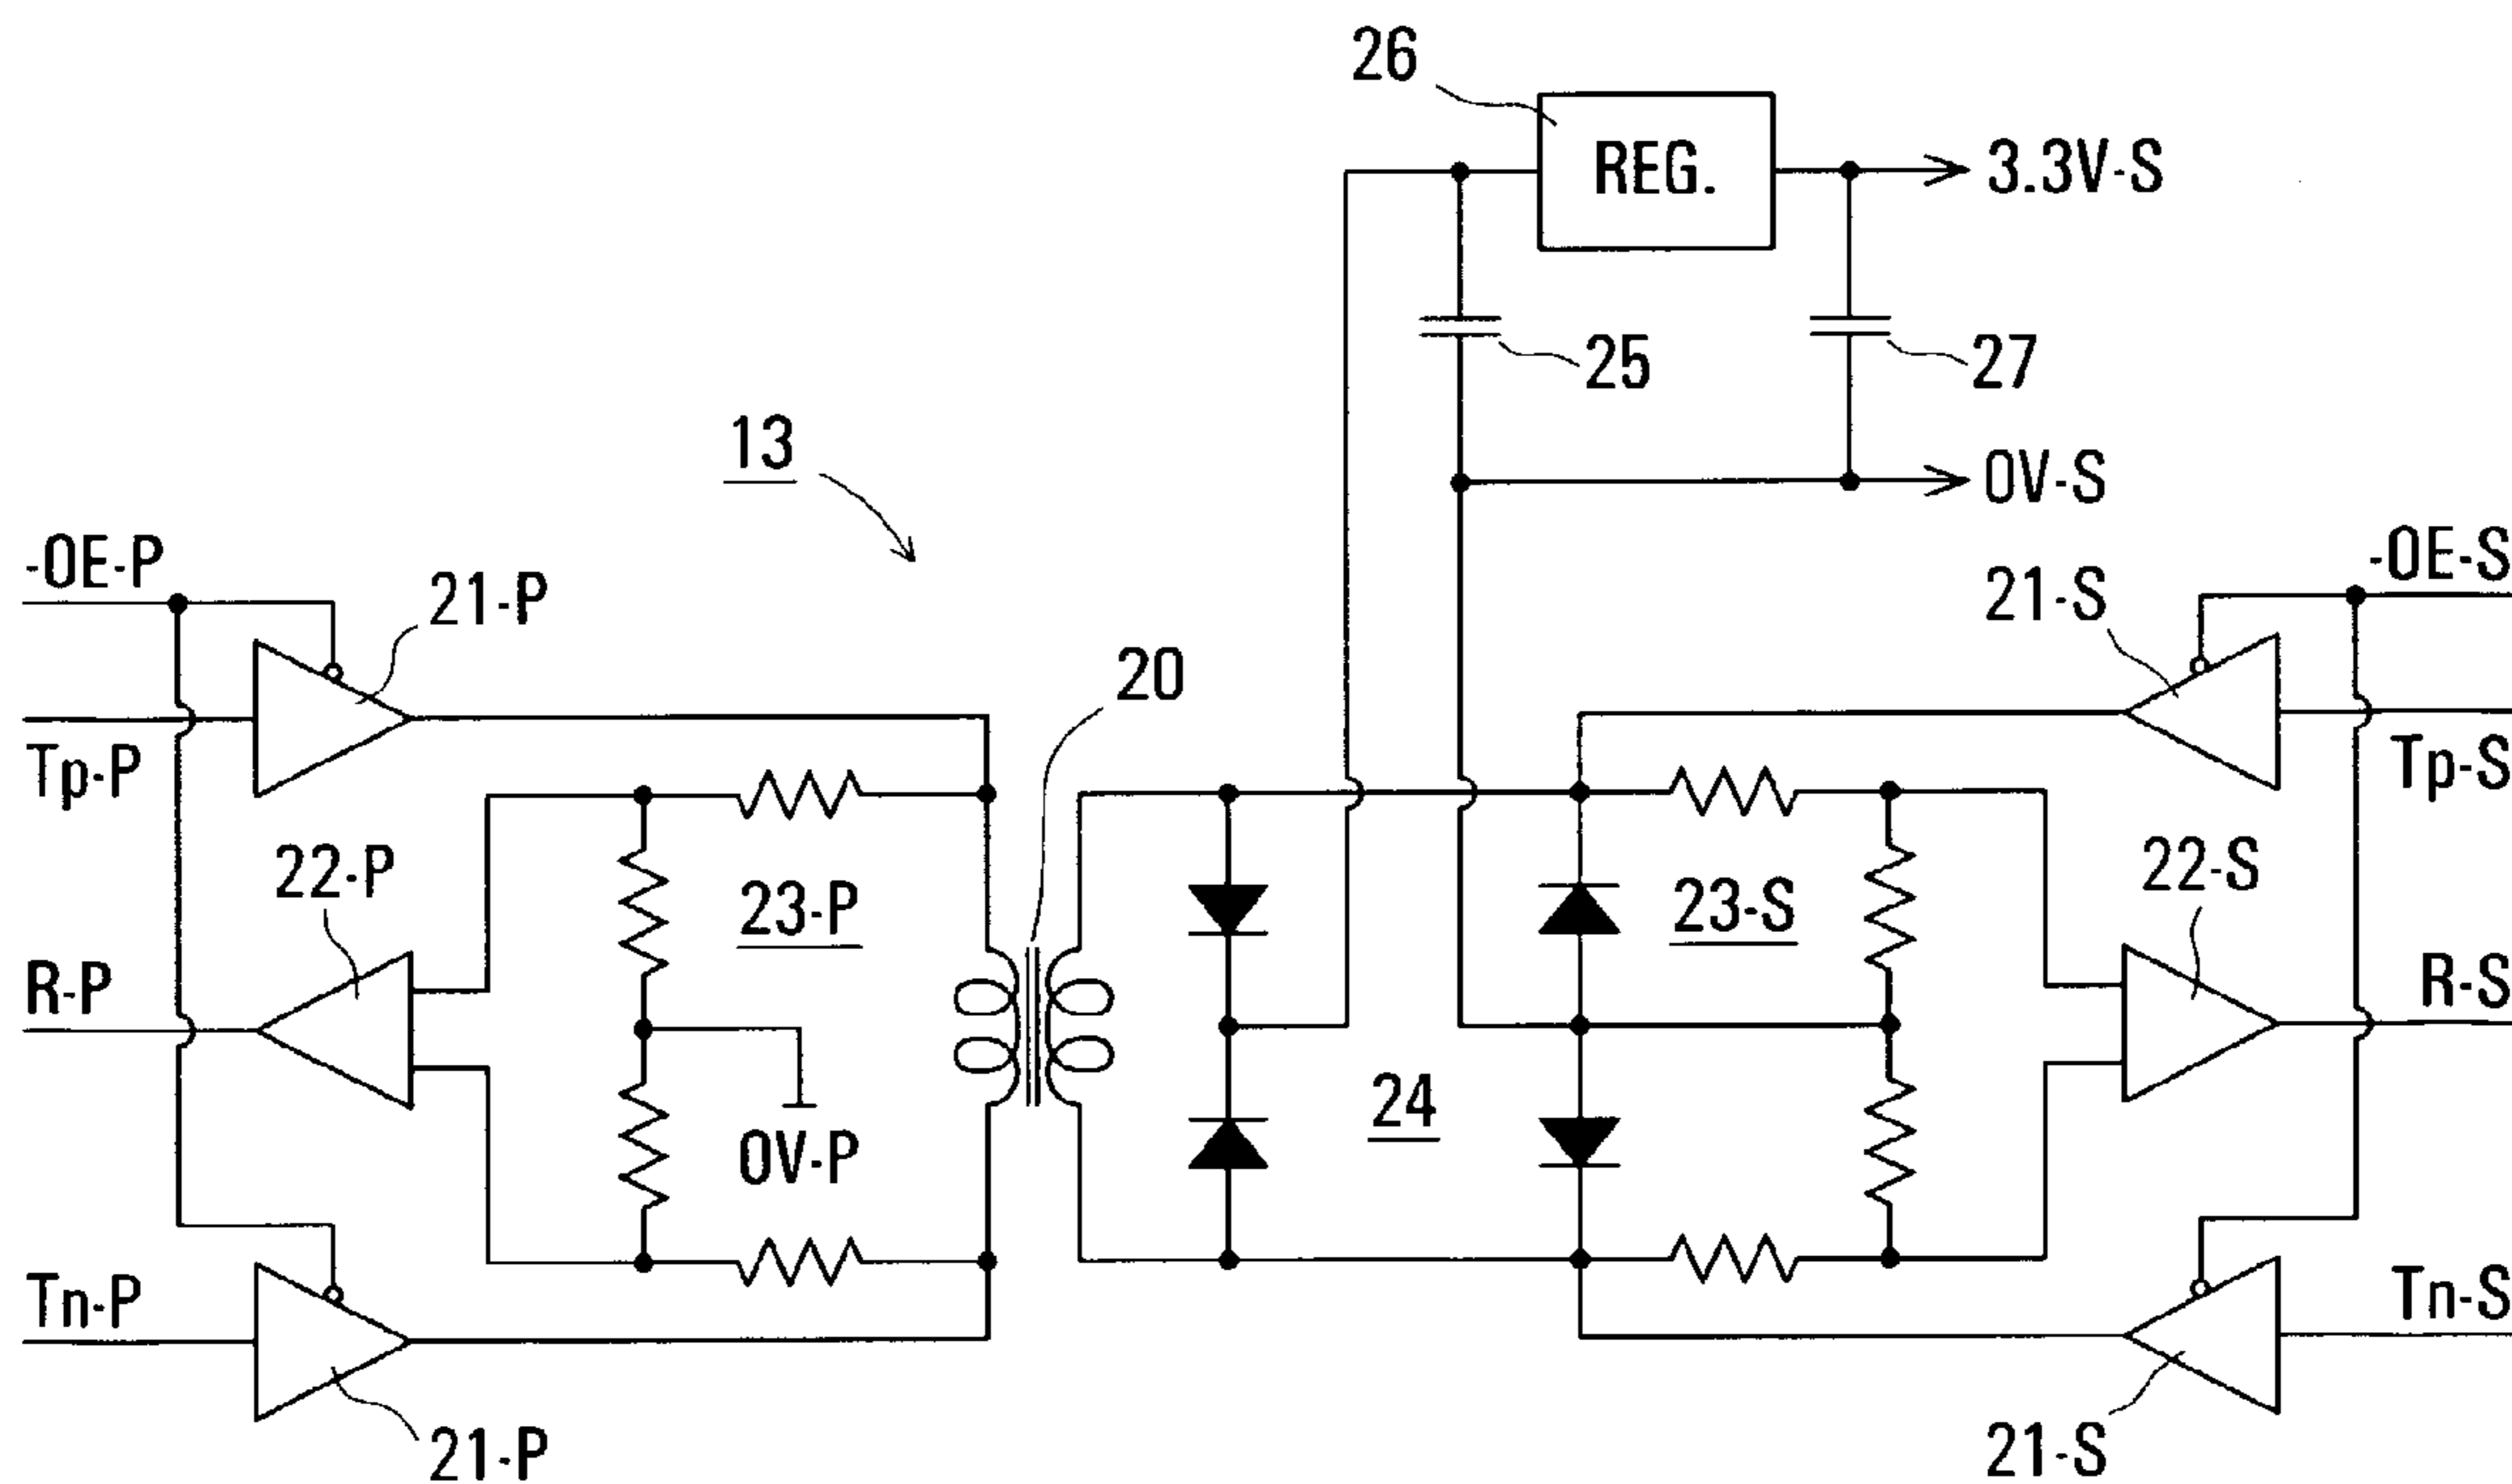 26
REG.
3.3V-S
25
27
13
0V-S
-OE-P
-OE-S
21-P
21-S
20
Tp-P
Tp-S
22-P
23-P
23-S
22-S
R-P
R-S
24
0V-P
Tn-P
Tn-S
21-P
21-S